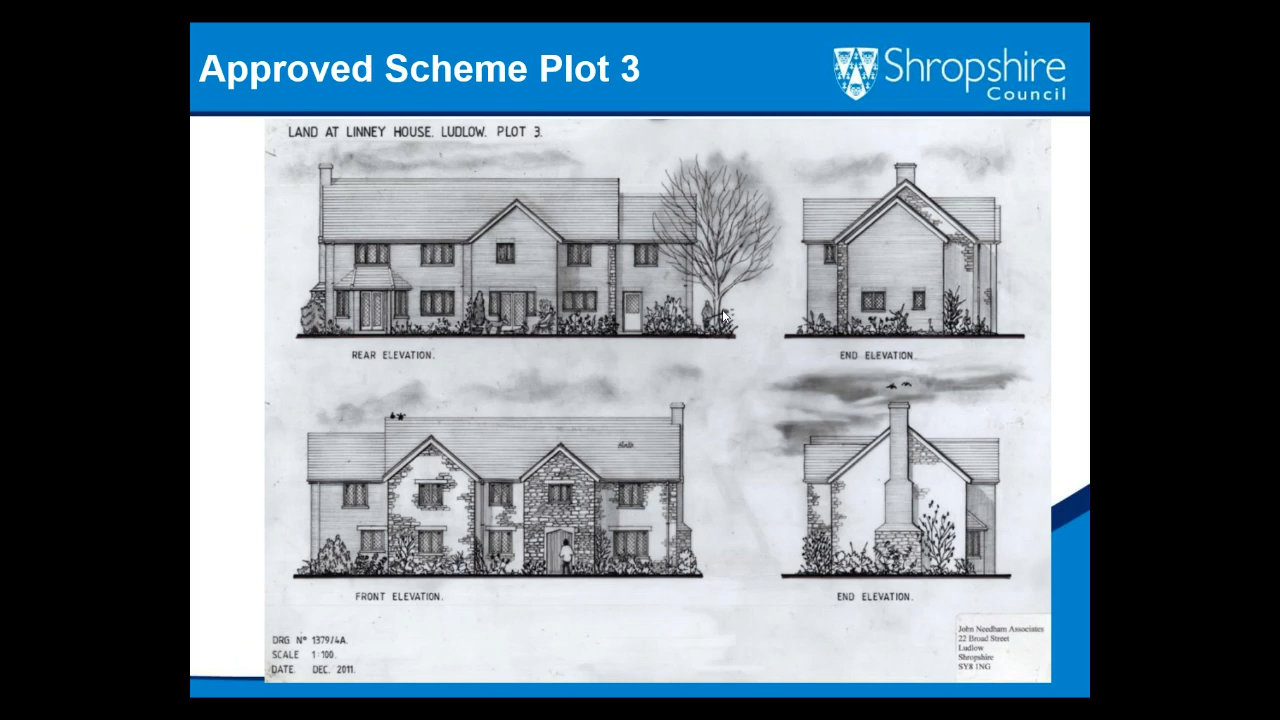 Approved Scheme Plot 3
Shropshire
Council
LAND AT LINNEY HOUSE. LUDLOW. PLOT 3.
REAR ELEVATION.
END ELEVATION.
FRONT ELEVATION.
END ELEVATION.
DRG Nº 1379/4A.
SCALE 1:100.
DATE. DEC. 2011.
John Needham Associates
22 Broad Street
Ludlow
Shropshire
SY8 1NG